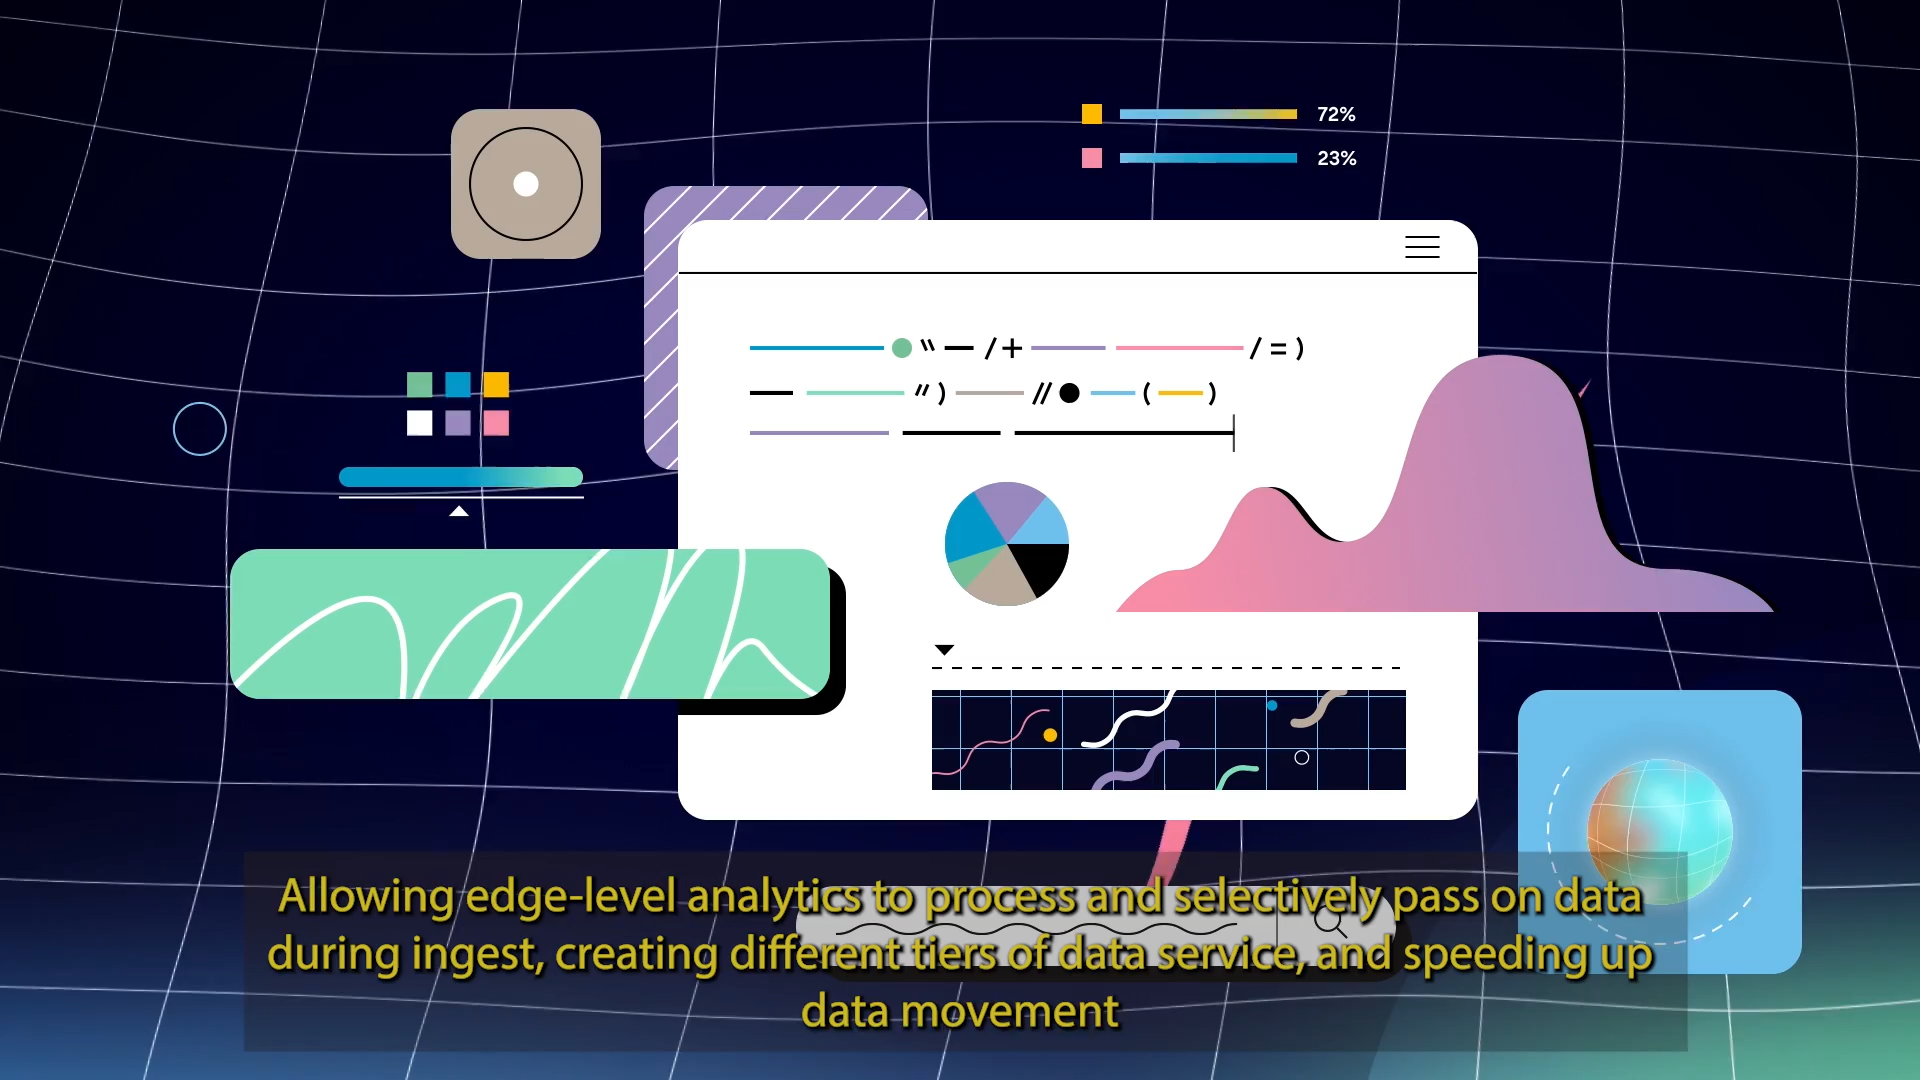 72%
23%
Allowing edge-level analytics to process and selectively pass on data
during ingest, creating different tiers of data service, and speeding up
data movement